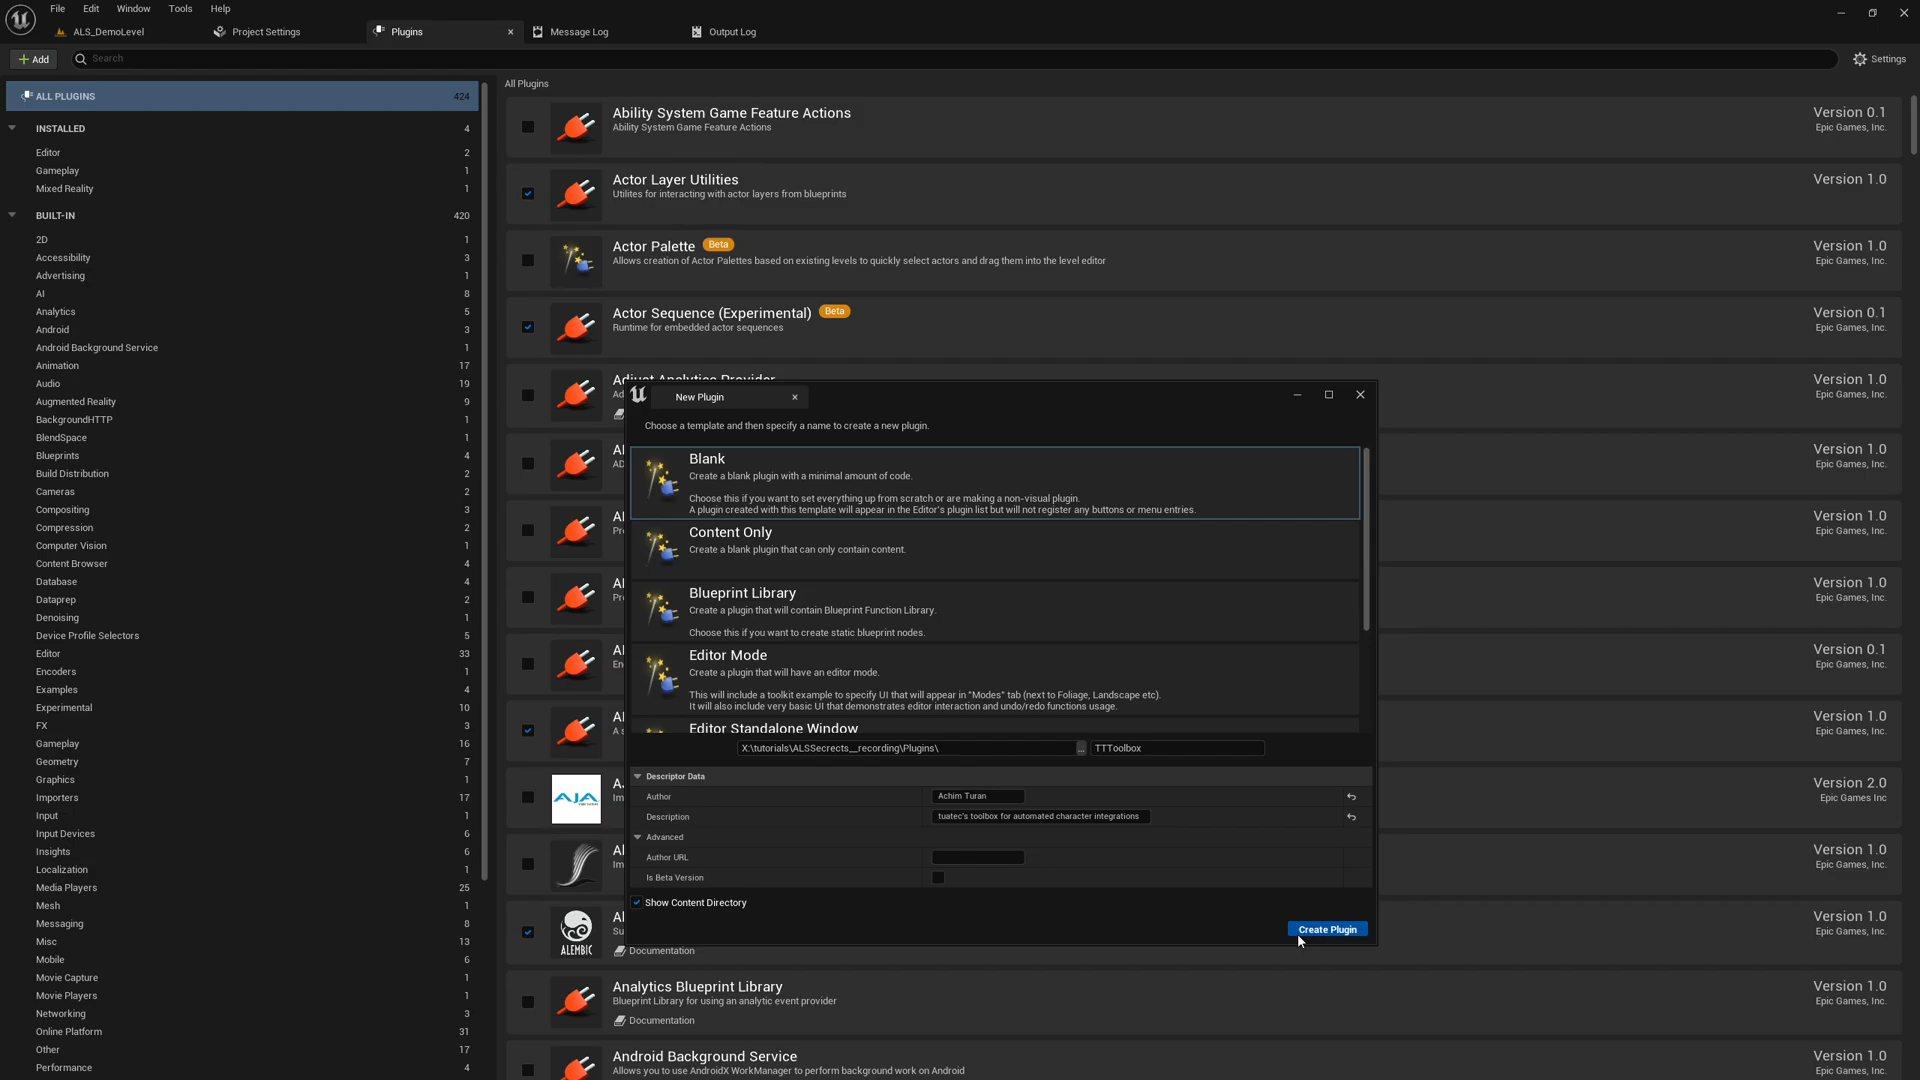 File Edit Window Tools Help
ALS_DemoLevel Project Settings Plugins Message Log Output Log
Add Search Settings
ALL PLUGINS 424
INSTALLED 4
Editor 2
Gameplay 1
Mixed Reality 1
BUILT-IN 420
2D 1
Accessibility 3
Advertising 1
AI 8
Analytics 5
Android 3
Android Background Service 1
Animation 17
Audio 19
Augmented Reality 9
BackgroundHTTP 1
BlendSpace 1
Blueprints 4
Build Distribution 2
Cameras 2
Compositing 3
Compression 2
Computer Vision 1
Content Browser 4
Database 4
Dataprep 2
Denoising 1
Device Profile Selectors 5
Editor 33
Encoders 1
Examples 4
Experimental 10
FX 3
Gameplay 16
Geometry 7
Graphics 1
Importers 17
Input 1
Input Devices 6
Insights 6
Localization 1
Media Players 25
Mesh 1
Messaging 8
Misc 13
Mobile 6
Movie Capture 1
Movie Players 1
Networking 3
Online Platform 31
Other 17
Performance 4
All Plugins
Ability System Game Feature Actions Version 0.1
Ability System Game Feature Actions Epic Games, Inc.
Actor Layer Utilities Version 1.0
Utilites for interacting with actor layers from blueprints
Actor Palette Beta Version 1.0
Allows creation of Actor Palettes based on existing levels to quickly select actors and drag them into the level editor Epic Games, Inc.
Actor Sequence (Experimental) Beta Version 0.1
Runtime for embedded actor sequences Epic Games, Inc.
Adjust Analytics Provider Version 1.0
Ad Epic Games, Inc.
Version 1.0
AD Epic Games, Inc.
Version 1.0
Pr Epic Games, Inc.
Version 1.0
Pr Epic Games, Inc.
Version 0.1
En Epic Games, Inc.
Version 1.0
A s Epic Games, Inc.
AJA Version 2.0
Im Epic Games Inc
Version 1.0
Im Epic Games, Inc.
Version 1.0
Su Epic Games, Inc.
ALEMBIC Documentation
Analytics Blueprint Library Version 1.0
Blueprint Library for using an analytic event provider Epic Games, Inc.
Documentation
Android Background Service Version 1.0
Allows you to use AndroidX WorkManager to perform background work on Android Epic Games, Inc.
New Plugin
Choose a template and then specify a name to create a new plugin.
Blank
Create a blank plugin with a minimal amount of code.
Choose this if you want to set everything up from scratch or are making a non-visual plugin.
A plugin created with this template will appear in the Editor's plugin list but will not register any buttons or menu entries.
Content Only
Create a blank plugin that can only contain content.
Blueprint Library
Create a plugin that will contain Blueprint Function Library.
Choose this if you want to create static blueprint nodes.
Editor Mode
Create a plugin that will have an editor mode.
This will include a toolkit example to specify UI that will appear in "Modes" tab (next to Foliage, Landscape etc).
It will also include very basic UI that demonstrates editor interaction and undo/redo functions usage.
Editor Standalone Window
X:\tutorials\ALSSecrects__recording\Plugins\ ... TTToolbox
Descriptor Data
Author Achim Turan
Description tuatec's toolbox for automated character integrations
Advanced
Author URL
Is Beta Version
Show Content Directory
Create Plugin